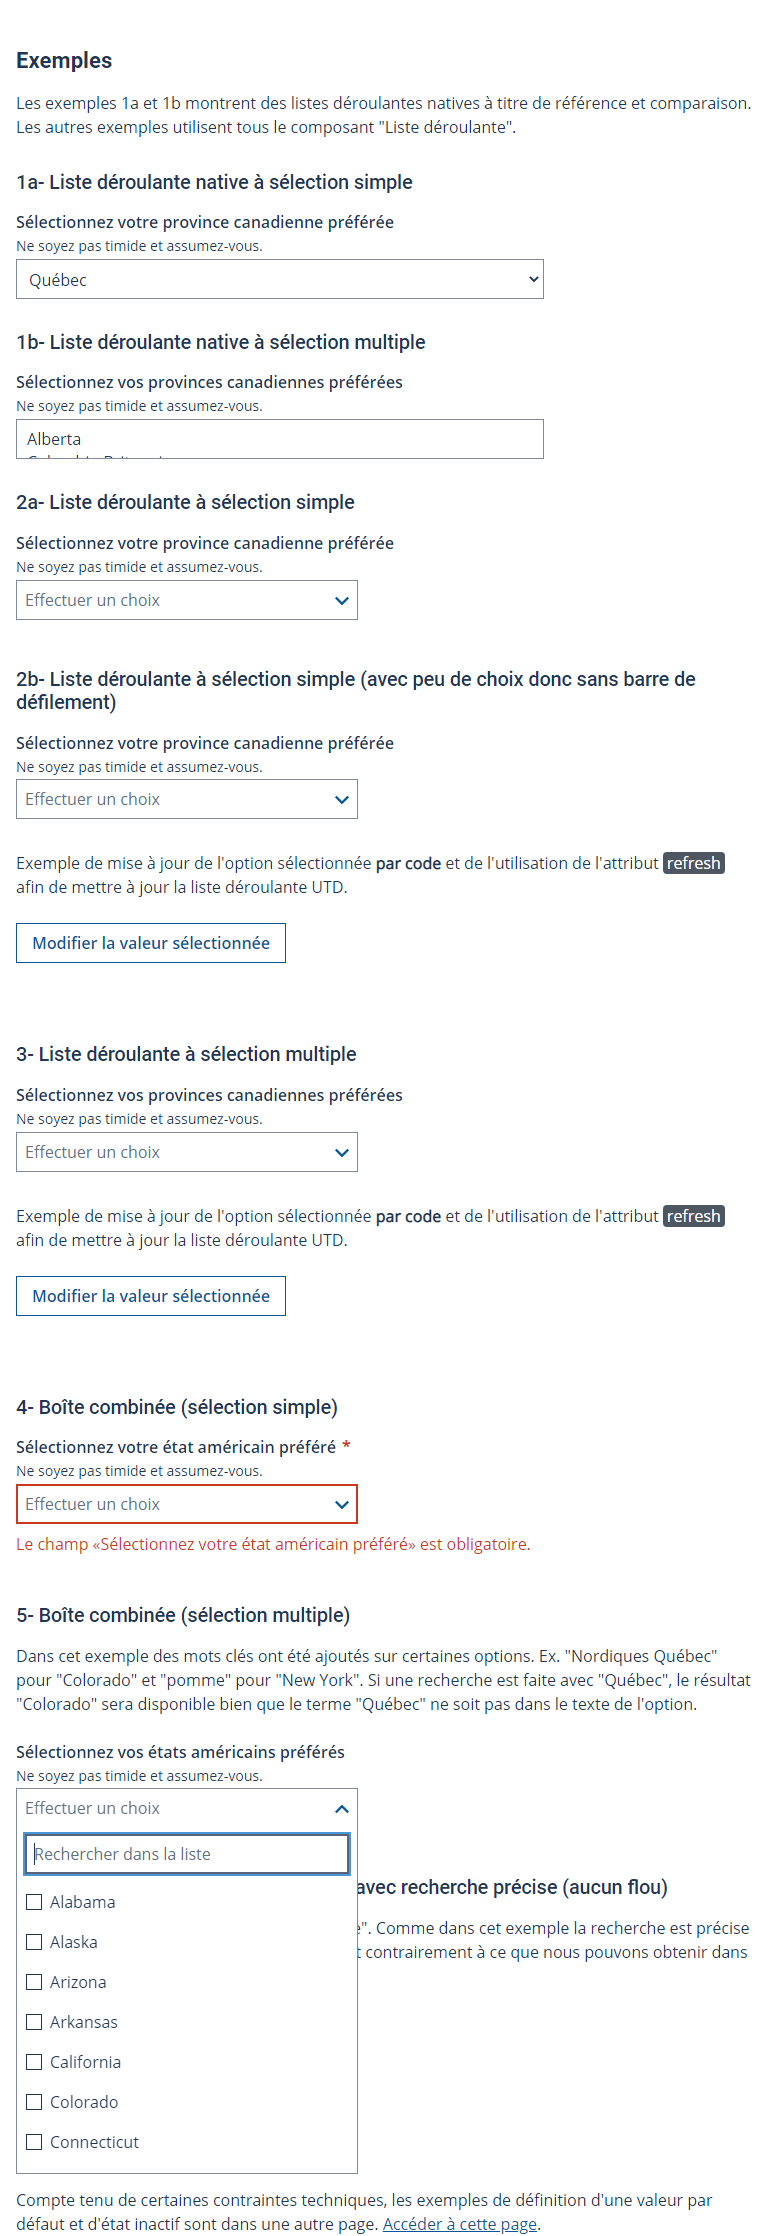 Exemples
Les exemples 1a et 1b montrent des listes déroulantes natives à titre de référence et comparaison.
Les autres exemples utilisent tous le composant "Liste déroulante".
1a- Liste déroulante native à sélection simple
Sélectionnez votre province canadienne préférée
Ne soyez pas timide et assumez-vous.
Québec
1b- Liste déroulante native à sélection multiple
Sélectionnez vos provinces canadiennes préférées
Ne soyez pas timide et assumez-vous.
Alberta
2a- Liste déroulante à sélection simple
Sélectionnez votre province canadienne préférée
Ne soyez pas timide et assumez-vous.
Effectuer un choix
2b- Liste déroulante à sélection simple (avec peu de choix donc sans barre de
défilement)
Sélectionnez votre province canadienne préférée
Ne soyez pas timide et assumez-vous.
Effectuer un choix
Exemple de mise à jour de l'option sélectionnée par code et de l'utilisation de l'attribut refresh
afin de mettre à jour la liste déroulante UTD.
Modifier la valeur sélectionnée
3- Liste déroulante à sélection multiple
Sélectionnez vos provinces canadiennes préférées
Ne soyez pas timide et assumez-vous.
Effectuer un choix
Exemple de mise à jour de l'option sélectionnée par code et de l'utilisation de l'attribut refresh
afin de mettre à jour la liste déroulante UTD.
Modifier la valeur sélectionnée
4- Boîte combinée (sélection simple)
Sélectionnez votre état américain préféré *
Ne soyez pas timide et assumez-vous.
Effectuer un choix
Le champ «Sélectionnez votre état américain préféré» est obligatoire.
5- Boîte combinée (sélection multiple)
Dans cet exemple des mots clés ont été ajoutés sur certaines options. Ex. "Nordiques Québec"
pour "Colorado" et "pomme" pour "New York". Si une recherche est faite avec "Québec", le résultat
"Colorado" sera disponible bien que le terme "Québec" ne soit pas dans le texte de l'option.
Sélectionnez vos états américains préférés
Ne soyez pas timide et assumez-vous.
Effectuer un choix
Rechercher dans la liste
avec recherche précise (aucun flou)
Alabama
". Comme dans cet exemple la recherche est précise
Alaska
contrairement à ce que nous pouvons obtenir dans
Arizona
Arkansas
California
Colorado
Connecticut
Compte tenu de certaines contraintes techniques, les exemples de définition d'une valeur par
défaut et d'état inactif sont dans une autre page. Accéder à cette page.